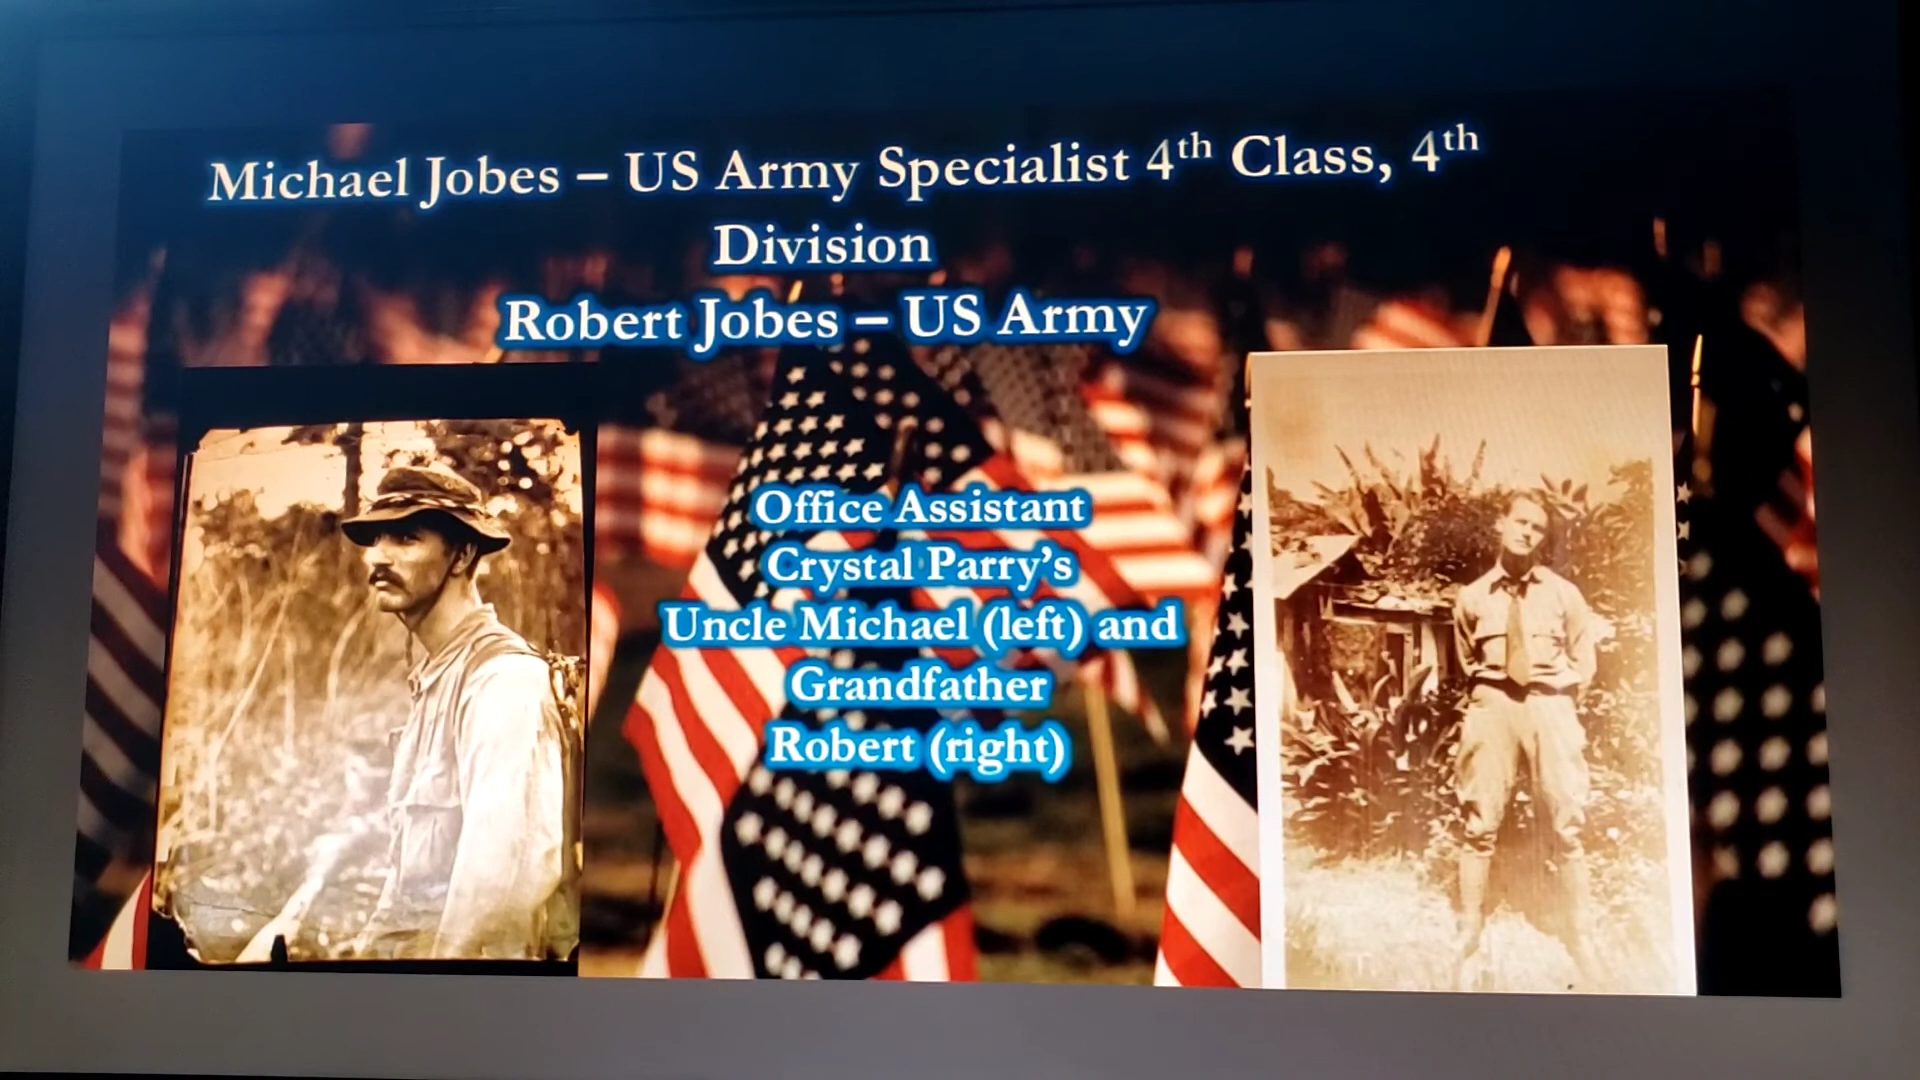 Michael Jobes – US Army Specialist 4th Class, 4th
Division
Robert Jobes – US Army
Office Assistant
Crystal Parry’s
Uncle Michael (left) and
Grandfather
Robert (right)